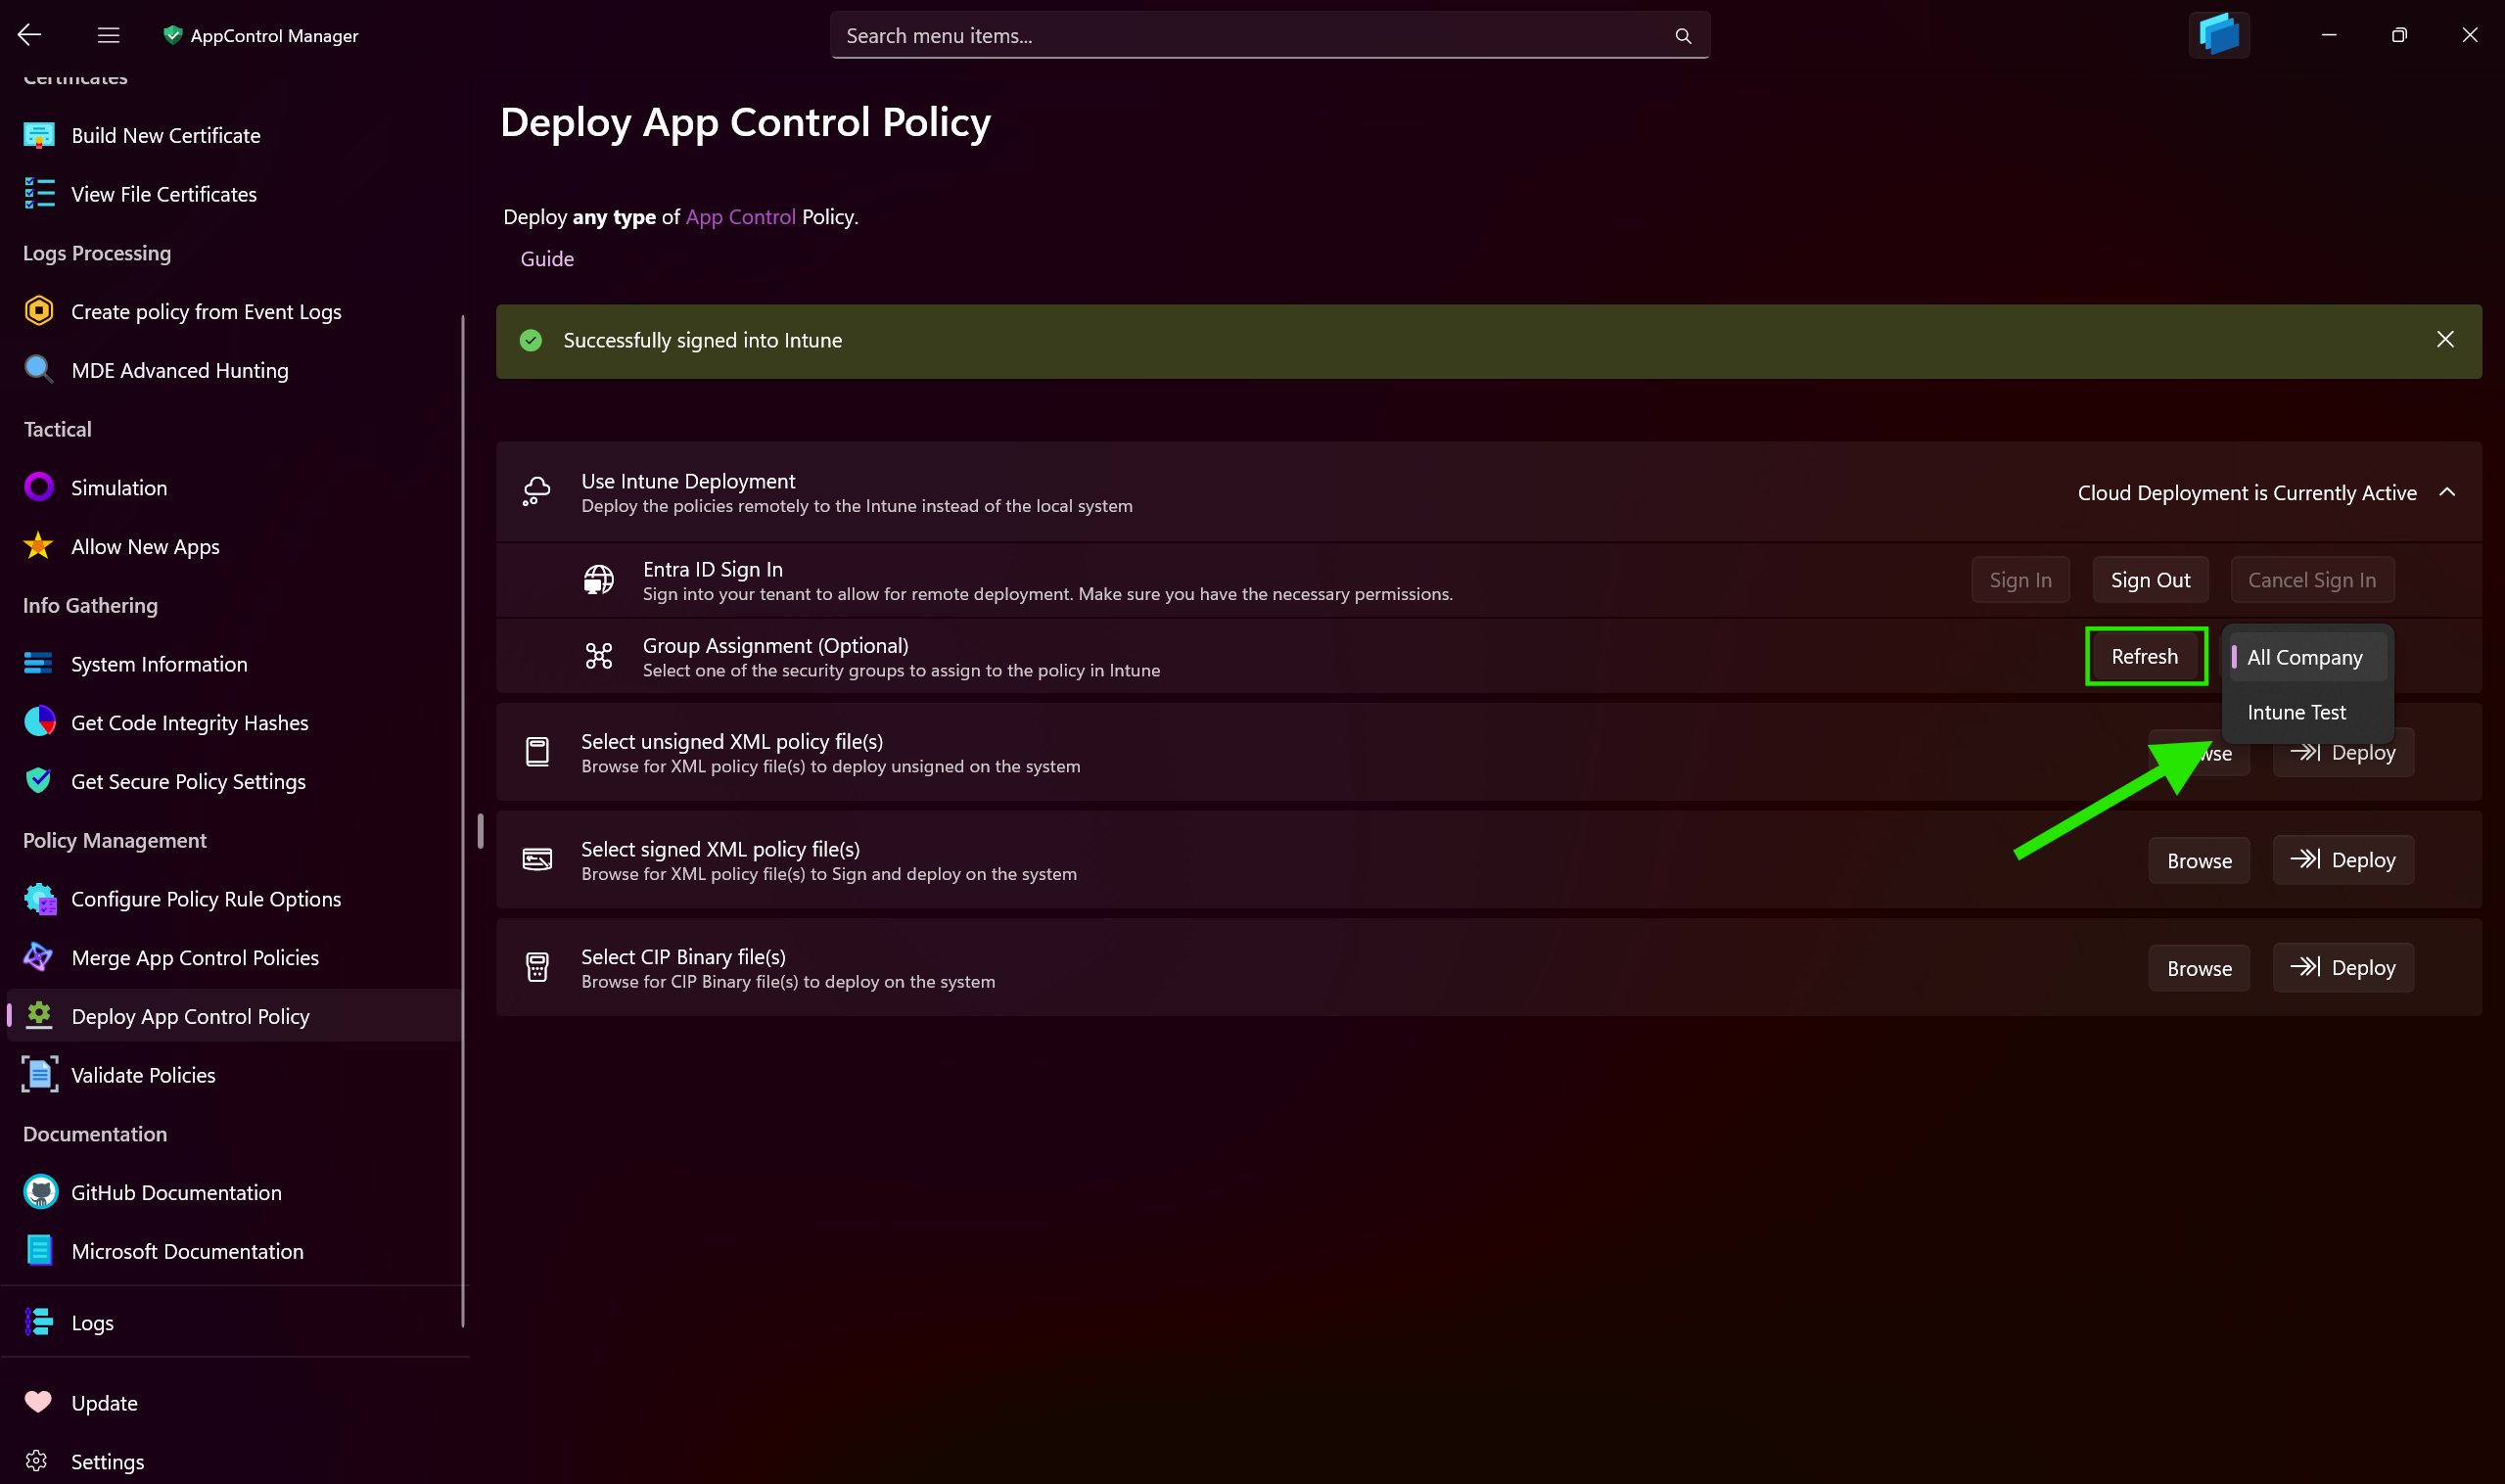 AppControl Manager
Search menu items...
Certificates
Build New Certificate
View File Certificates
Logs Processing
Create policy from Event Logs
MDE Advanced Hunting
Tactical
Simulation
Allow New Apps
Info Gathering
System Information
Get Code Integrity Hashes
Get Secure Policy Settings
Policy Management
Configure Policy Rule Options
Merge App Control Policies
Deploy App Control Policy
Validate Policies
Documentation
GitHub Documentation
Microsoft Documentation
Logs
Update
Settings
Deploy App Control Policy
Deploy any type of App Control Policy.
Guide
Successfully signed into Intune
Use Intune Deployment
Deploy the policies remotely to the Intune instead of the local system
Cloud Deployment is Currently Active
Entra ID Sign In
Sign into your tenant to allow for remote deployment. Make sure you have the necessary permissions.
Sign In
Sign Out
Cancel Sign In
Group Assignment (Optional)
Select one of the security groups to assign to the policy in Intune
Refresh
All Company
Intune Test
Select unsigned XML policy file(s)
Browse for XML policy file(s) to deploy unsigned on the system
Deploy
Select signed XML policy file(s)
Browse for XML policy file(s) to Sign and deploy on the system
Browse
Deploy
Select CIP Binary file(s)
Browse for CIP Binary file(s) to deploy on the system
Browse
Deploy